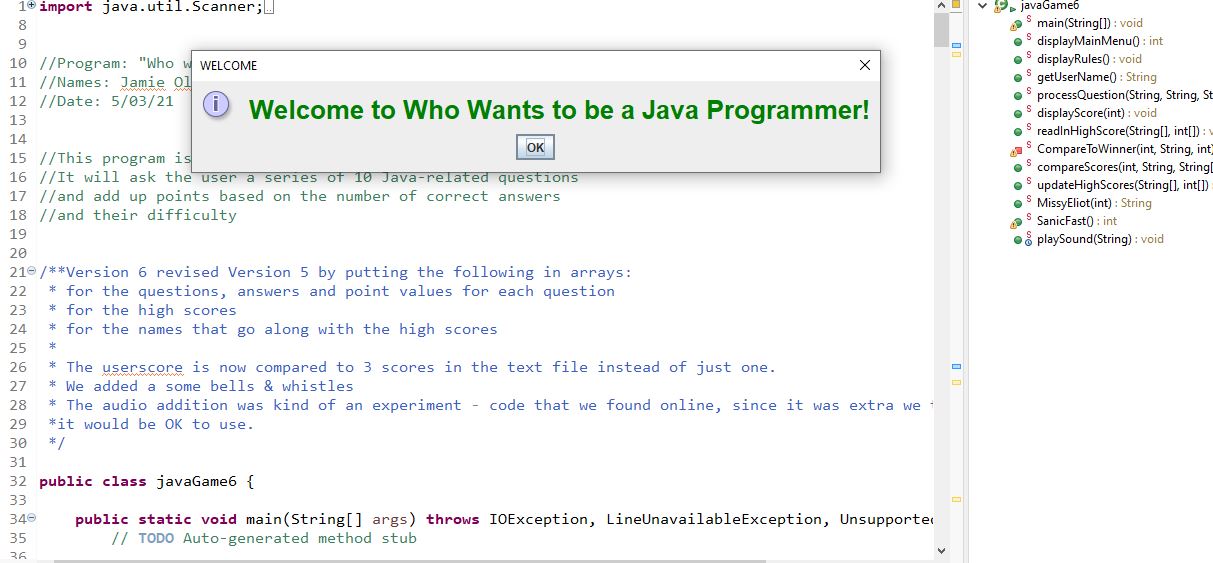 1 import java.util.Scanner;
8
9
10 //Program: "Who w
11 //Names: Jamie Ol
12 //Date: 5/03/21
13
14
15 //This program is
16 //It will ask the user a series of 10 Java-related questions
17 //and add up points based on the number of correct answers
18 //and their difficulty
19
20
21 /**Version 6 revised Version 5 by putting the following in arrays:
22 * for the questions, answers and point values for each question
23 * for the high scores
24 * for the names that go along with the high scores
25 *
26 * The userscore is now compared to 3 scores in the text file instead of just one.
27 * We added a some bells & whistles
28 * The audio addition was kind of an experiment - code that we found online, since it was extra we
29 *it would be OK to use.
30 */
31
32 public class javaGame6 {
33
34 public static void main(String[] args) throws IOException, LineUnavailableException, Unsupported
35 // TODO Auto-generated method stub
36
WELCOME
Welcome to Who Wants to be a Java Programmer!
OK
javaGame6
main(String[]) : void
displayMainMenu() : int
displayRules() : void
getUserName() : String
processQuestion(String, String, St
displayScore(int) : void
readInHighScore(String[], int[]) : v
CompareToWinner(int, String, int
compareScores(int, String, String[
updateHighScores(String[], int[])
MissyEliot(int) : String
SanicFast() : int
playSound(String) : void